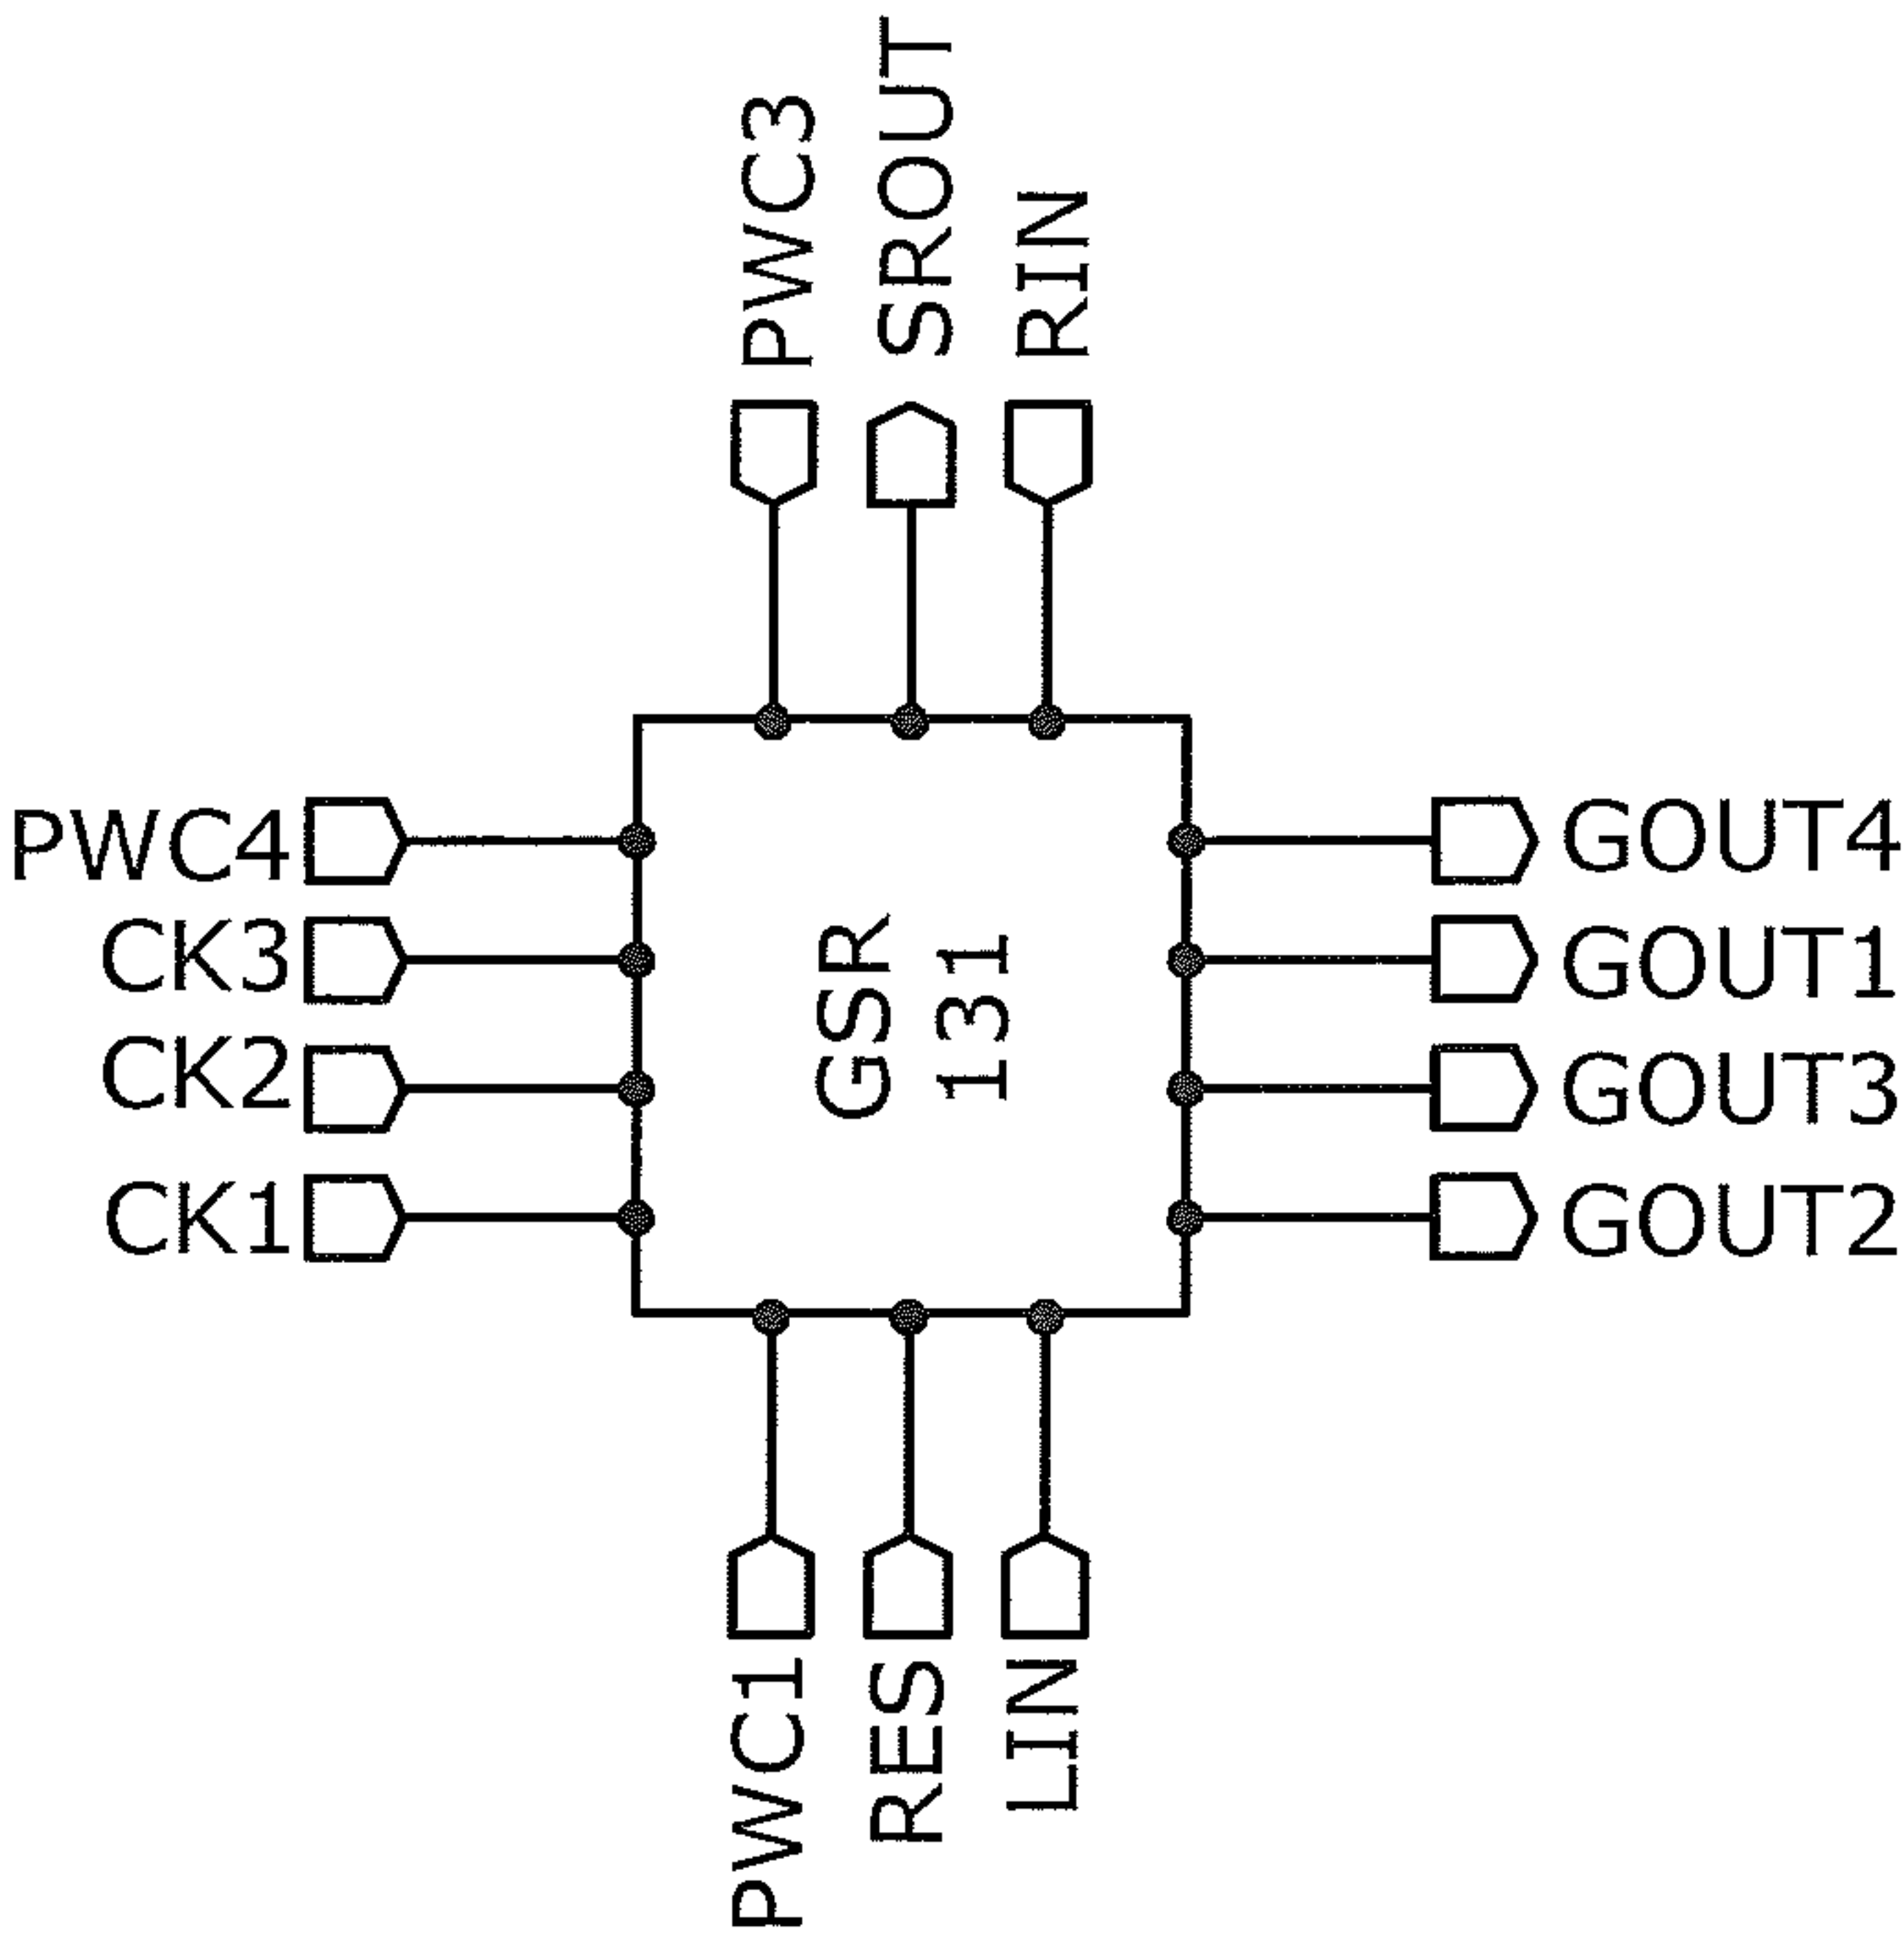 PWC3
SROUT
RIN
PWC4
CK3
CK2
CK1
GSR
131
GOUT4
GOUT1
GOUT3
GOUT2
PWC1
RES
LIN